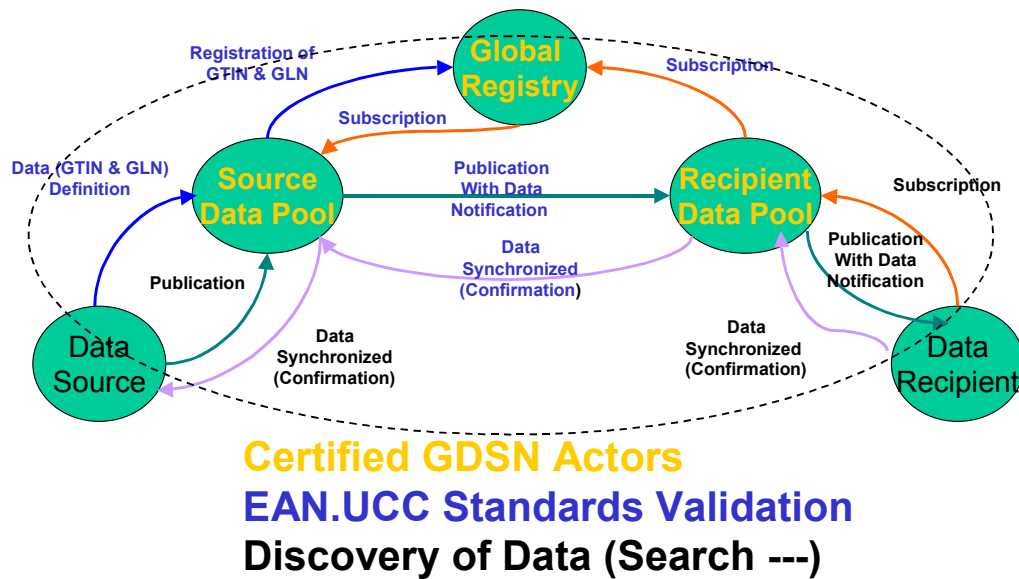 Registration of
GTIN & GLN
Global
Registry
Subscription
Subscription
Data (GTIN & GLN)
Definition
Source
Data Pool
Publication
With Data
Notification
Recipient
Data Pool
Subscription
Data
Synchronized
(Confirmation)
Publication
With Data
Notification
Publication
Data
Source
Data
Synchronized
(Confirmation)
Data
Synchronized
(Confirmation)
Data
Recipient
Certified GDSN Actors
EAN.UCC Standards Validation
Discovery of Data (Search ---)